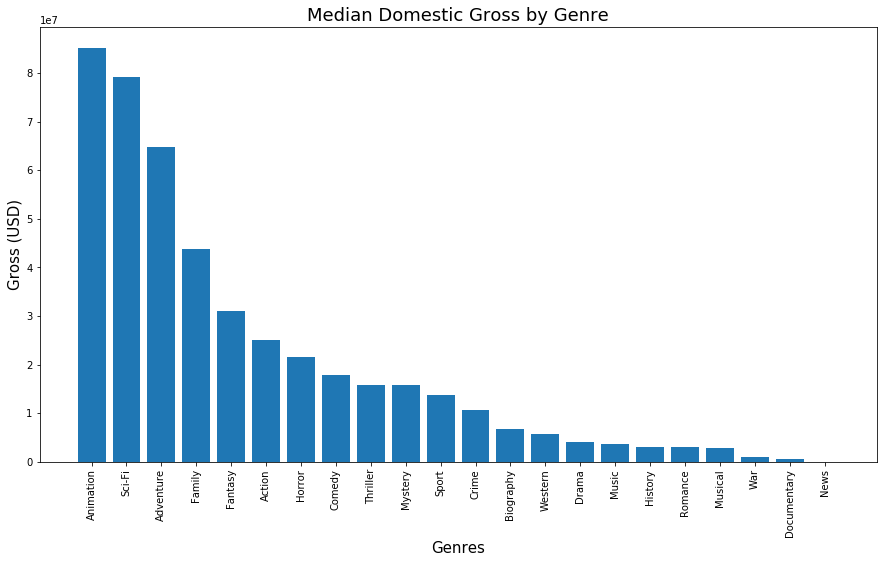 Median Domestic Gross by Genre
1e7
8
7
6
5
4
3
2
1
0
Gross (USD)
Animation
Sci-Fi
Adventure
Family
Fantasy
Action
Horror
Comedy
Thriller
Mystery
Sport
Crime
Biography
Western
Drama
Music
History
Romance
Musical
War
Documentary
News
Genres